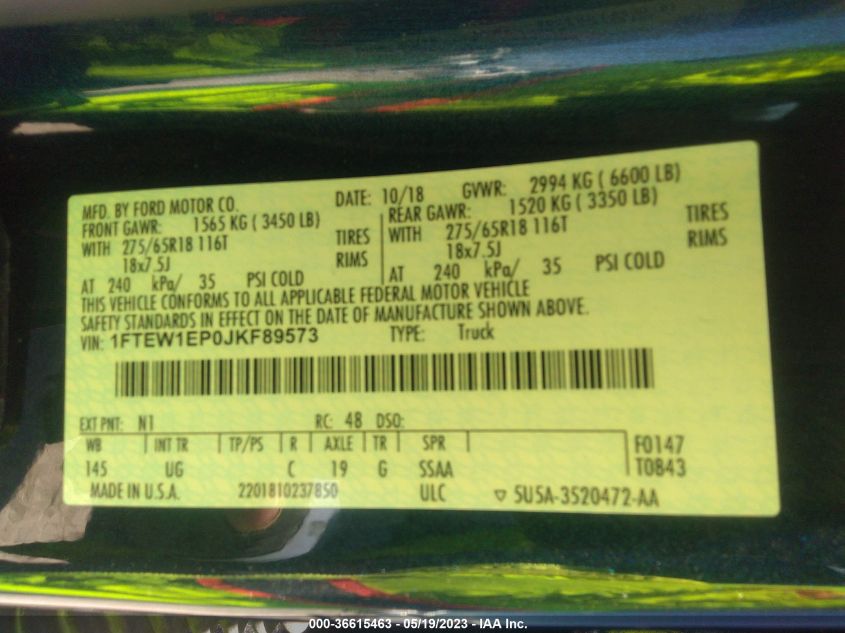 MFD. BY FORD MOTOR CO. DATE: 10/18 GVWR: 2994 KG ( 6600 LB)
FRONT GAWR: 1565 KG ( 3450 LB) REAR GAWR: 1520 KG ( 3350 LB)
WITH 275/65R18 116T TIRES WITH 275/65R18 116T TIRES
18x7.5J RIMS 18x7.5J RIMS
AT 240 kPa/ 35 PSI COLD AT 240 kPa/ 35 PSI COLD
THIS VEHICLE CONFORMS TO ALL APPLICABLE FEDERAL MOTOR VEHICLE
SAFETY STANDARDS IN EFFECT ON THE DATE OF MANUFACTURE SHOWN ABOVE.
VIN: 1FTEW1EP0JKF89573 TYPE: Truck
EXT PNT: N1 RC: 48 DSO:
WB INT TR TP/PS R AXLE TR SPR F0147
145 UG C 19 G SSAA T0843
MADE IN U.S.A. 2201810237850 ULC ▽ 5U5A-3520472-AA
000-36615463 - 05/19/2023 - IAA Inc.